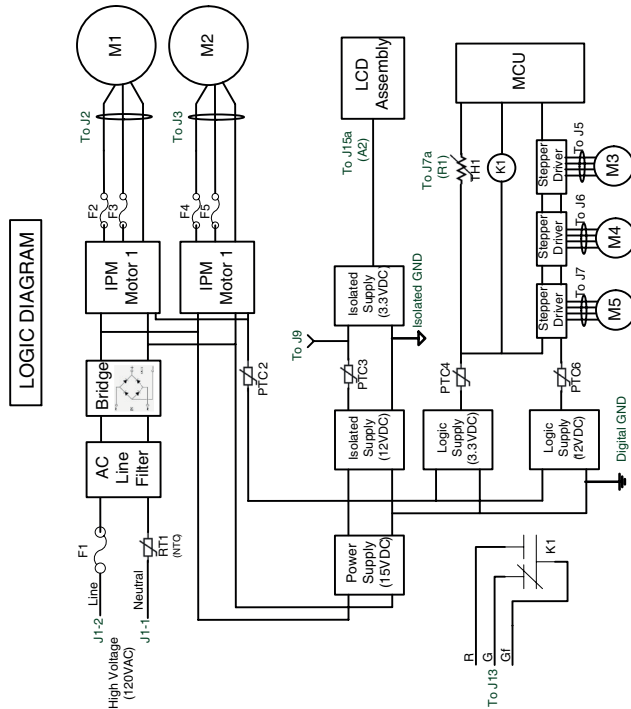 LOGIC DIAGRAM
M1
M2
To J2
To J3
F2
F3
F4
F5
IPM
Motor 1
IPM
Motor 1
Bridge
AC
Line
Filter
F1
RT1
(NTC)
Line
Neutral
J1-2
J1-1
High Voltage
(120VAC)
PTC 2
LCD
Assembly
To J15a
(A2)
Isolated
Supply
(3.3VDC)
To J9
PTC3
Isolated GND
Isolated
Supply
(12VDC)
Power
Supply
(15VDC)
MCU
To J7a
(R1)
TH1
K1
Stepper
Driver
Stepper
Driver
Stepper
Driver
To J5
To J6
To J7
M3
M4
M5
PTC4
PTC6
Logic
Supply
(3.3VDC)
Logic
Supply
(12VDC)
Digital GND
K1
R
G
Gf
To J13